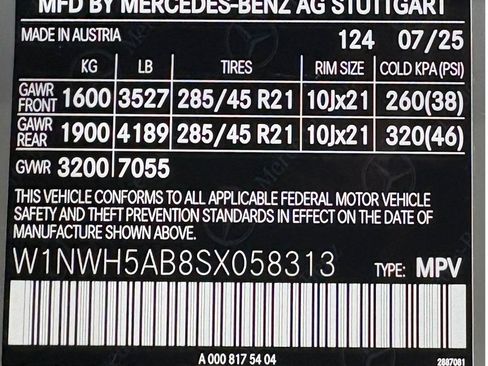 MFD BY MERCEDES-BENZ AG STUTTGART
MADE IN AUSTRIA 124 07/25
KG LB TIRES RIM SIZE COLD KPA (PSI)
GAWR FRONT 1600 3527 285/45 R21 10Jx21 260(38)
GAWR REAR 1900 4189 285/45 R21 10Jx21 320(46)
GVWR 3200 7055
THIS VEHICLE CONFORMS TO ALL APPLICABLE FEDERAL MOTOR VEHICLE
SAFETY AND THEFT PREVENTION STANDARDS IN EFFECT ON THE DATE OF
MANUFACTURE SHOWN ABOVE.
W1NWH5AB8SX058313 TYPE: MPV
A 000 817 54 04